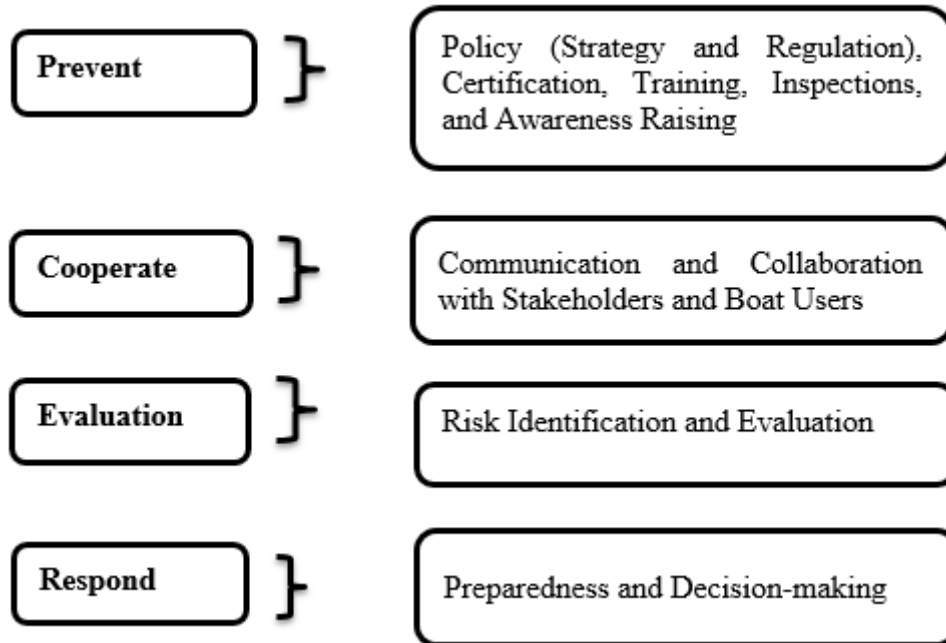 Prevent
Policy (Strategy and Regulation),
Certification, Training, Inspections,
and Awareness Raising
Cooperate
Communication and Collaboration
with Stakeholders and Boat Users
Evaluation
Risk Identification and Evaluation
Respond
Preparedness and Decision-making